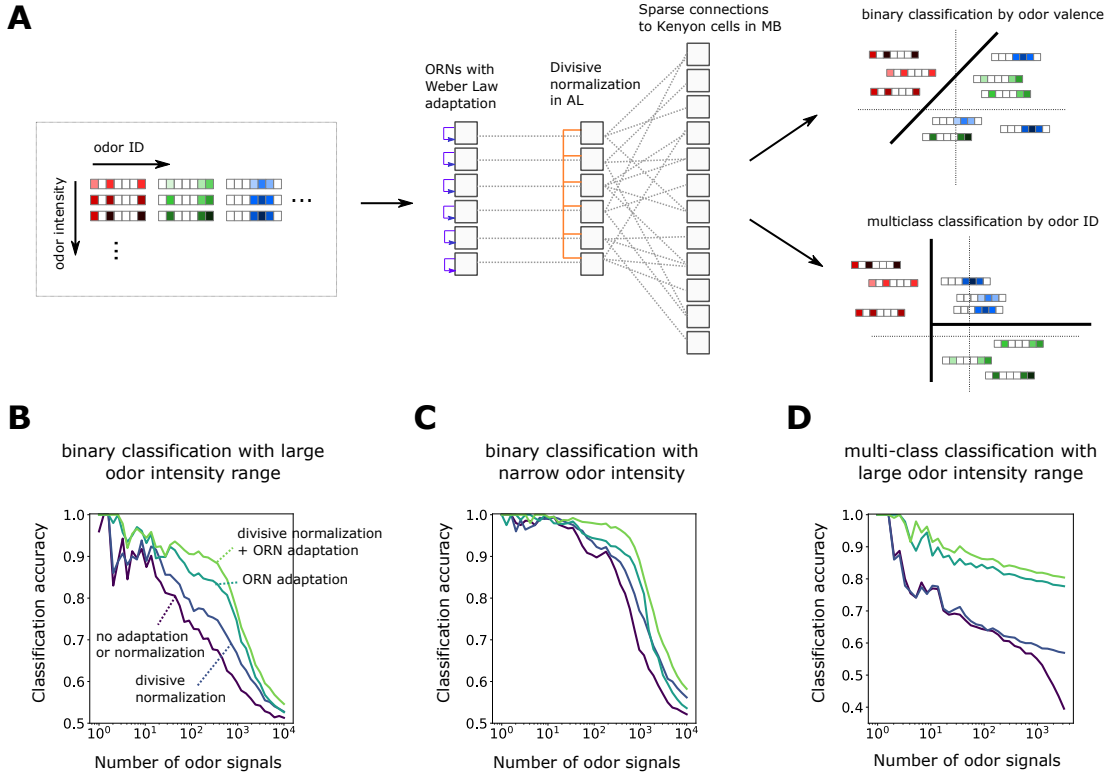 A
odor ID
odor intensity
...
...
ORNs with
Weber Law
adaptation
Divisive
normalization
in AL
Sparse connections
to Kenyon cells in MB
binary classification by odor valence
multiclass classification by odor ID
B
binary classification with large
odor intensity range
Classification accuracy
1.0
0.9
0.8
0.7
0.6
0.5
divisive normalization
+ ORN adaptation
ORN adaptation
no adaptation
or normalization
divisive
normalization
10^0 10^1 10^2 10^3 10^4
Number of odor signals
C
binary classification with
narrow odor intensity
Classification accuracy
1.0
0.9
0.8
0.7
0.6
0.5
10^0 10^1 10^2 10^3 10^4
Number of odor signals
D
multi-class classification with
large odor intensity range
Classification accuracy
1.0
0.9
0.8
0.7
0.6
0.5
0.4
10^0 10^1 10^2 10^3
Number of odor signals